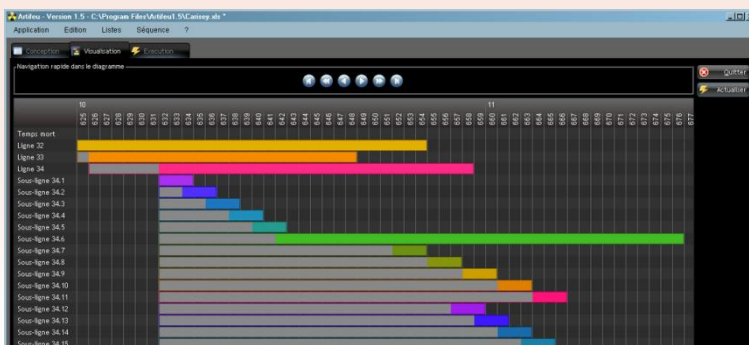 Artifeu - Version 1.5 - C:\Program Files\Artifeu1.5\Carissey.xls *
Application Edition Listes Séquence ?
Conception Visualisation Execution
Navigation rapide dans le diagramme
Quitter
Actualiser
10 11
625 626 627 628 629 630 631 632 633 634 635 636 637 638 639 640 641 642 643 644 645 646 647 648 649 650 651 652 653 654 655 656 657 658 659 660 661 662 663 664 665 666 667 668 669 670 671 672 673 674 675 676 677
Temps mort
Ligne 32
Ligne 33
Ligne 34
Sous-ligne 34.1
Sous-ligne 34.2
Sous-ligne 34.3
Sous-ligne 34.4
Sous-ligne 34.5
Sous-ligne 34.6
Sous-ligne 34.7
Sous-ligne 34.8
Sous-ligne 34.9
Sous-ligne 34.10
Sous-ligne 34.11
Sous-ligne 34.12
Sous-ligne 34.13
Sous-ligne 34.14
Sous-ligne 34.15